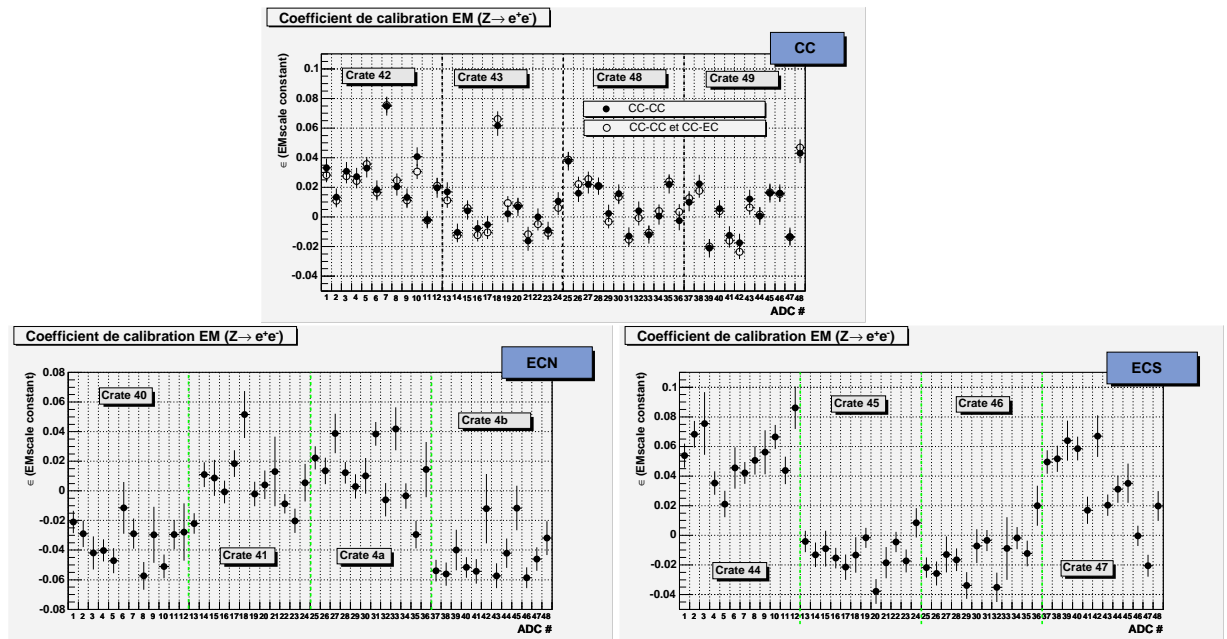 Coefficient de calibration EM (Z→ e⁺e⁻)
CC
∈ (EMscale constant)
0.1
0.08
0.06
0.04
0.02
0
-0.02
-0.04
Crate 42
Crate 43
Crate 48
Crate 49
CC-CC
CC-CC et CC-EC
1 2 3 4 5 6 7 8 9 10 11 12 13 14 15 16 17 18 19 20 21 22 23 24 25 26 27 28 29 30 31 32 33 34 35 36 37 38 39 40 41 42 43 44 45 46 47 48
ADC #
Coefficient de calibration EM (Z→ e⁺e⁻)
ECN
∈ (EMscale constant)
0.08
0.06
0.04
0.02
0
-0.02
-0.04
-0.06
-0.08
Crate 40
Crate 4b
Crate 41
Crate 4a
1 2 3 4 5 6 7 8 9 10 11 12 13 14 15 16 17 18 19 20 21 22 23 24 25 26 27 28 29 30 31 32 33 34 35 36 37 38 39 40 41 42 43 44 45 46 47 48
ADC #
Coefficient de calibration EM (Z→ e⁺e⁻)
ECS
∈ (EMscale constant)
0.1
0.08
0.06
0.04
0.02
0
-0.02
-0.04
-0.06
Crate 45
Crate 46
Crate 44
Crate 47
1 2 3 4 5 6 7 8 9 10 11 12 13 14 15 16 17 18 19 20 21 22 23 24 25 26 27 28 29 30 31 32 33 34 35 36 37 38 39 40 41 42 43 44 45 46 47 48
ADC #